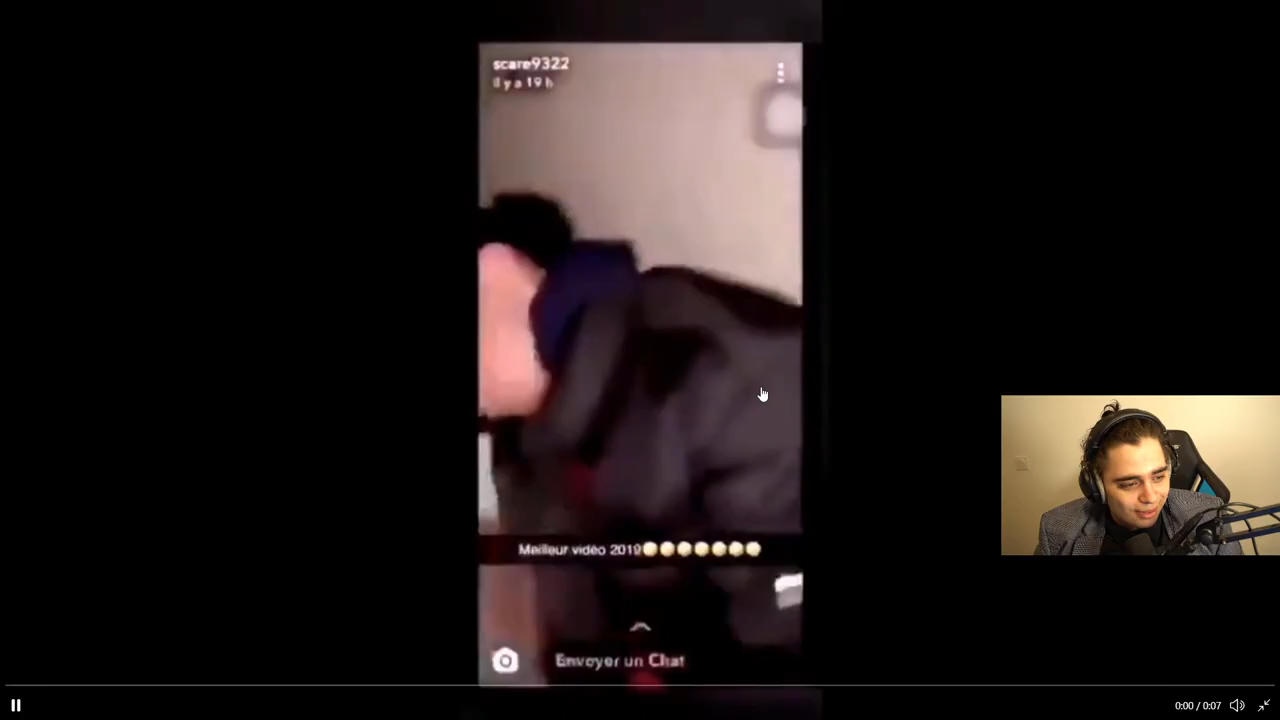 scare9322
il y a 19 h
Meilleur vidéo 2019
Envoyer un Chat
0:00 / 0:07